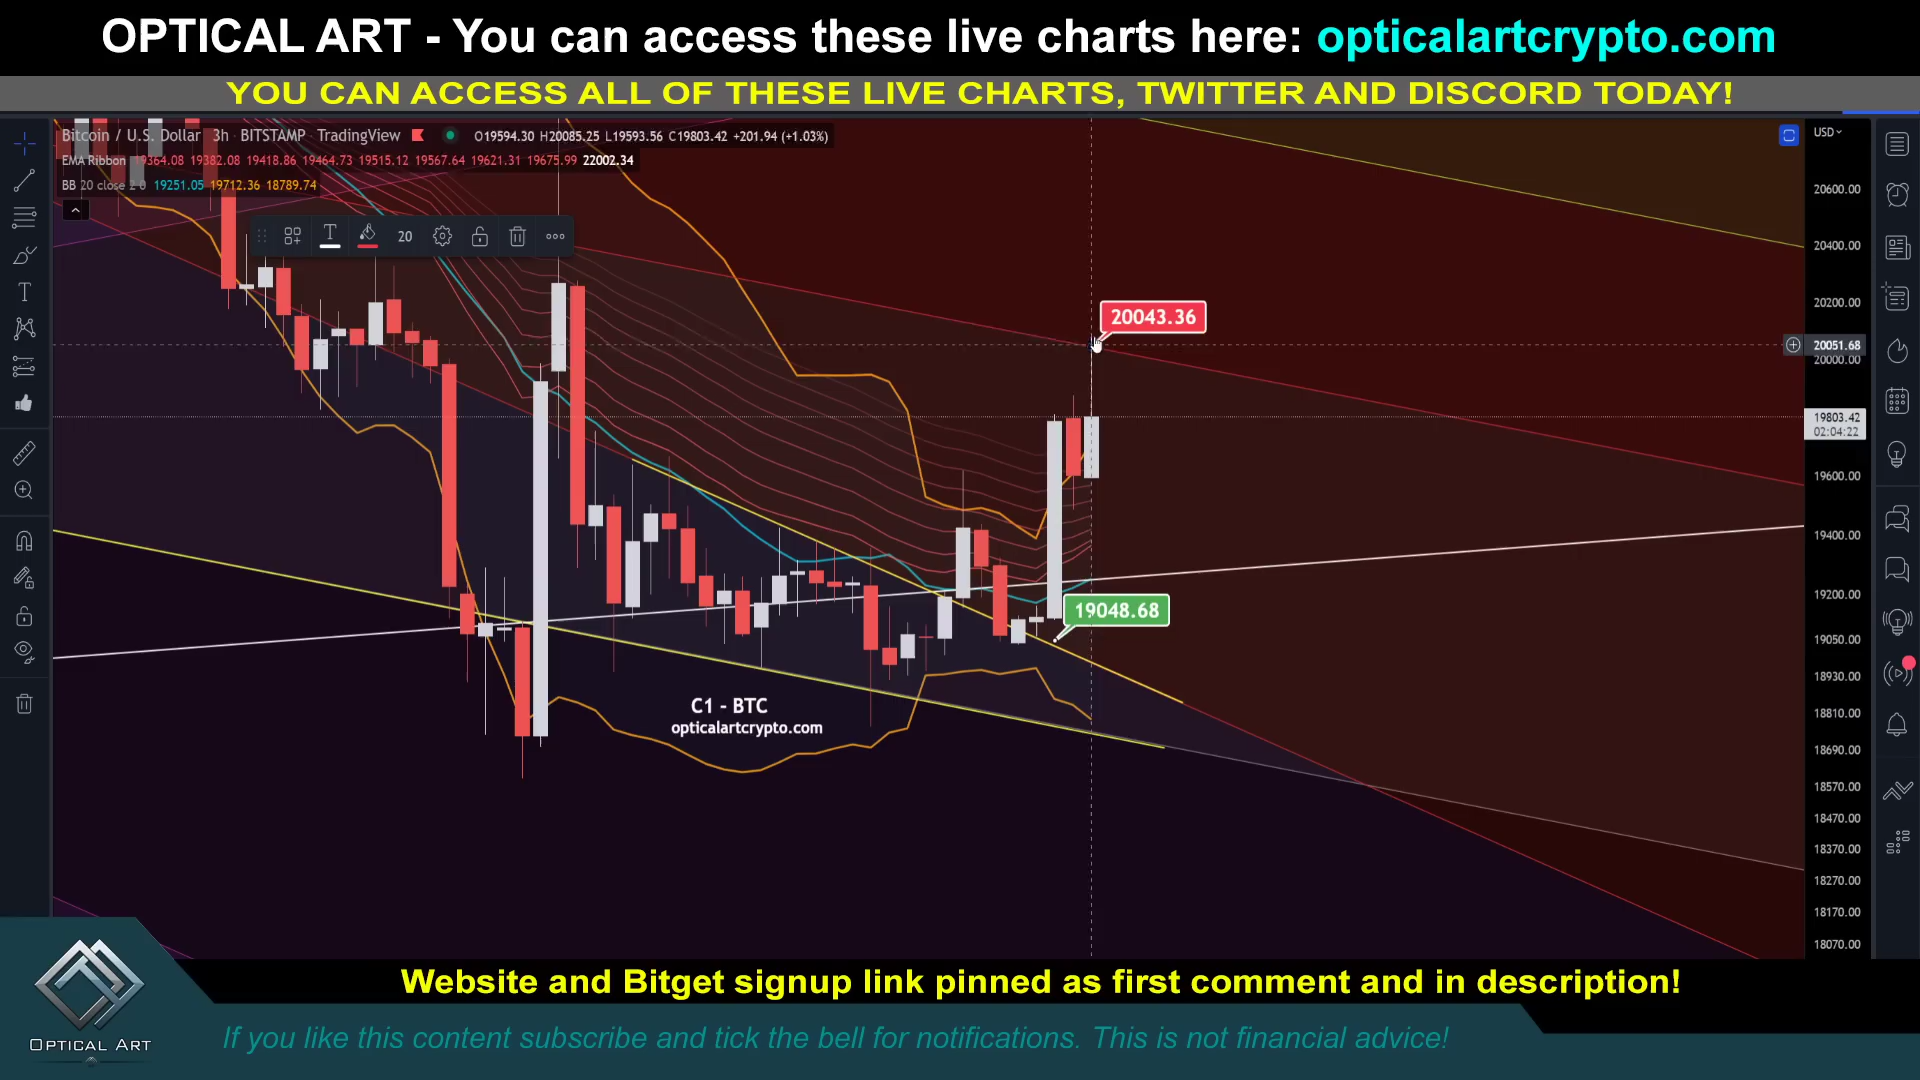 OPTICAL ART - You can access these live charts here: opticalartcrypto.com
YOU CAN ACCESS ALL OF THESE LIVE CHARTS, TWITTER AND DISCORD TODAY!
Bitcoin / U.S. Dollar 3h BITSTAMP TradingView O19594.30 H20085.25 L19593.56 C19803.42 +201.94 (+1.03%)
USD
EMA Ribbon 19364.08 19382.08 19418.86 19464.73 19515.12 19567.64 19621.31 19675.99 22002.34
BB 20 close 2 0 19251.05 19712.36 18789.74
T 20
20600.00
20400.00
20200.00
20043.36
20051.68
20000.00
19803.42
02:04:22
19600.00
19400.00
19200.00
19048.68
19050.00
18930.00
18810.00
18690.00
18570.00
18470.00
18370.00
18270.00
18170.00
18070.00
C1 - BTC
opticalartcrypto.com
Website and Bitget signup link pinned as first comment and in description!
If you like this content subscribe and tick the bell for notifications. This is not financial advice!
OPTICAL ART